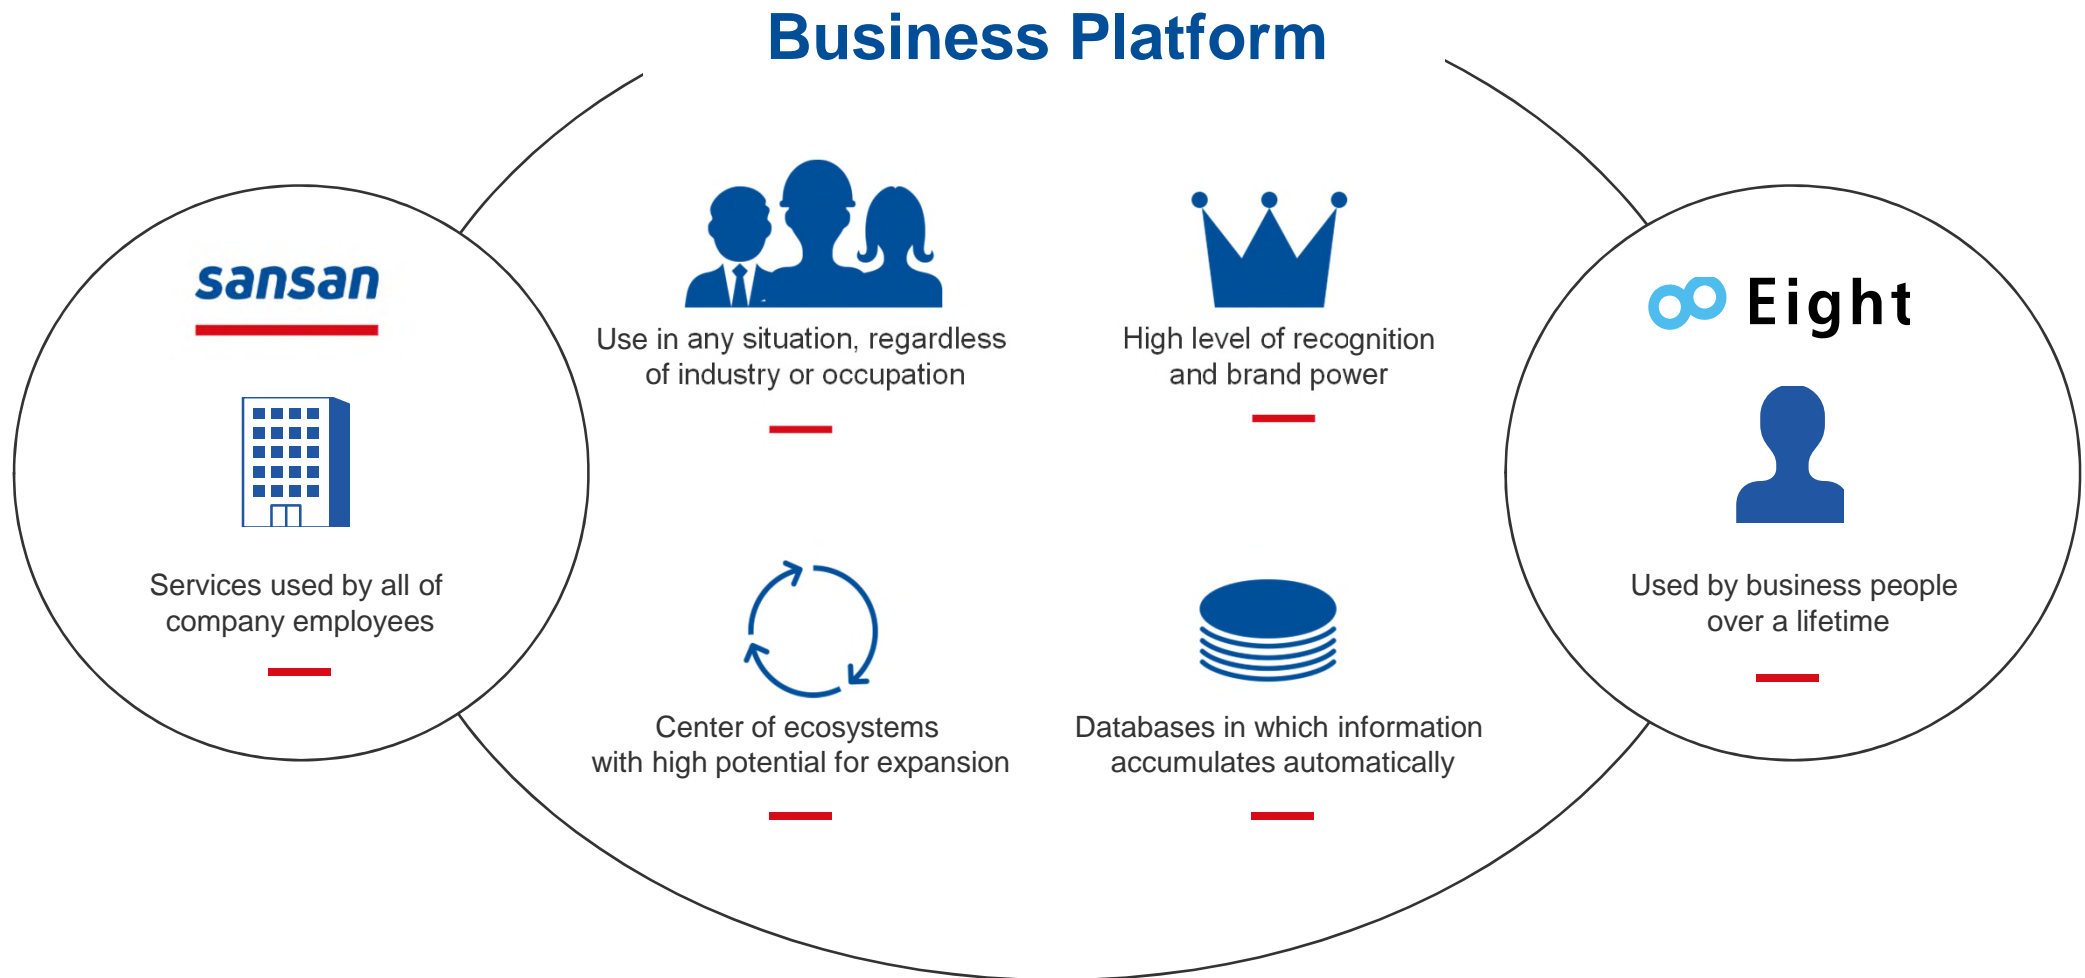 Business Platform
sansan
Services used by all of
company employees
Use in any situation, regardless
of industry or occupation
High level of recognition
and brand power
Center of ecosystems
with high potential for expansion
Databases in which information
accumulates automatically
Eight
Used by business people
over a lifetime